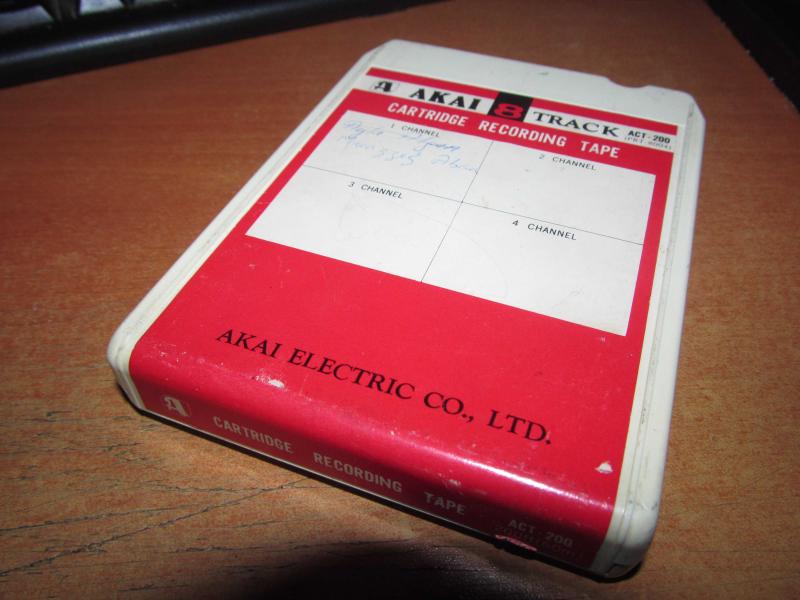 AKAI 8 TRACK ACT-200
CARTRIDGE RECORDING TAPE
1 CHANNEL
2 CHANNEL
3 CHANNEL
4 CHANNEL
AKAI ELECTRIC CO., LTD.
CARTRIDGE RECORDING TAPE ACT-200